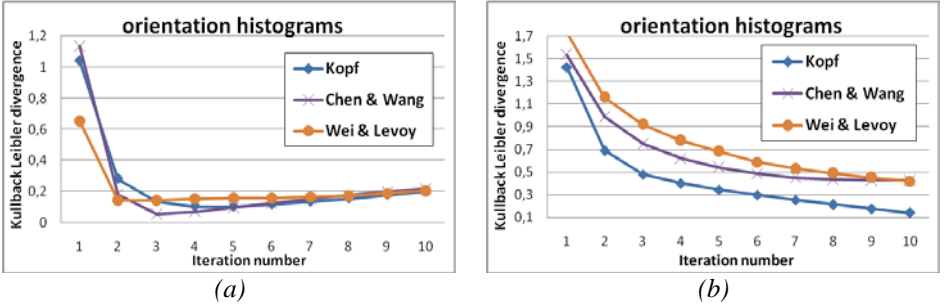 orientation histograms
Kullback Leibler divergence
1,2
1
0,8
0,6
0,4
0,2
0
Kopf
Chen & Wang
Wei & Levoy
1 2 3 4 5 6 7 8 9 10
Iteration number
(a)
orientation histograms
Kullback Leibler divergence
1,7
1,5
1,3
1,1
0,9
0,7
0,5
0,3
0,1
Kopf
Chen & Wang
Wei & Levoy
1 2 3 4 5 6 7 8 9 10
Iteration number
(b)